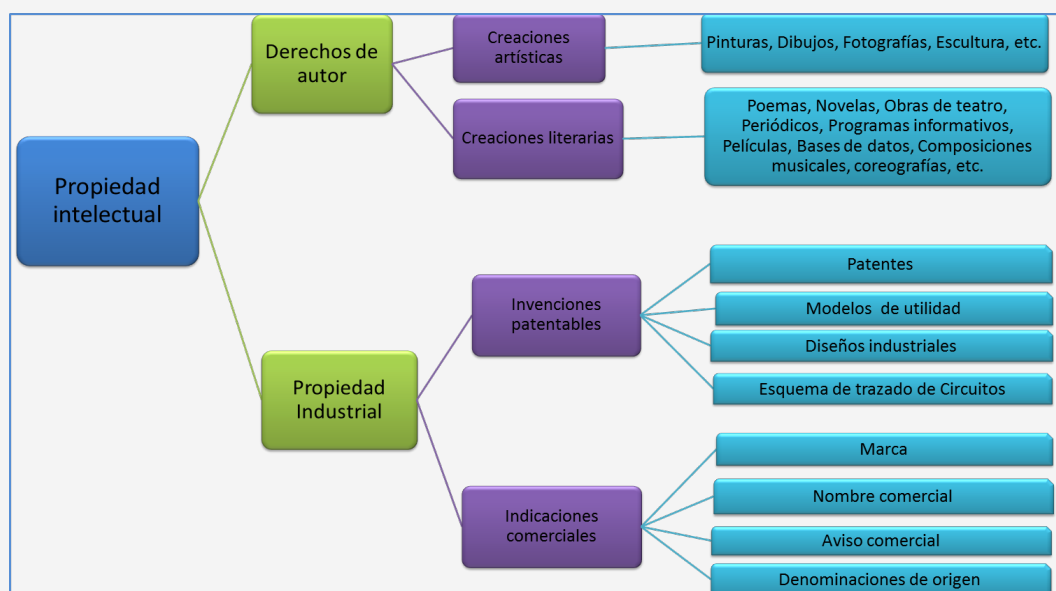 Propiedad
intelectual
Derechos de
autor
Creaciones
artísticas
Pinturas, Dibujos, Fotografías, Escultura, etc.
Creaciones literarias
Poemas, Novelas, Obras de teatro,
Periódicos, Programas informativos,
Películas, Bases de datos, Composiciones
musicales, coreografías, etc.
Propiedad
Industrial
Invenciones
patentables
Patentes
Modelos  de utilidad
Diseños industriales
Esquema de trazado de Circuitos
Indicaciones
comerciales
Marca
Nombre comercial
Aviso comercial
Denominaciones de origen